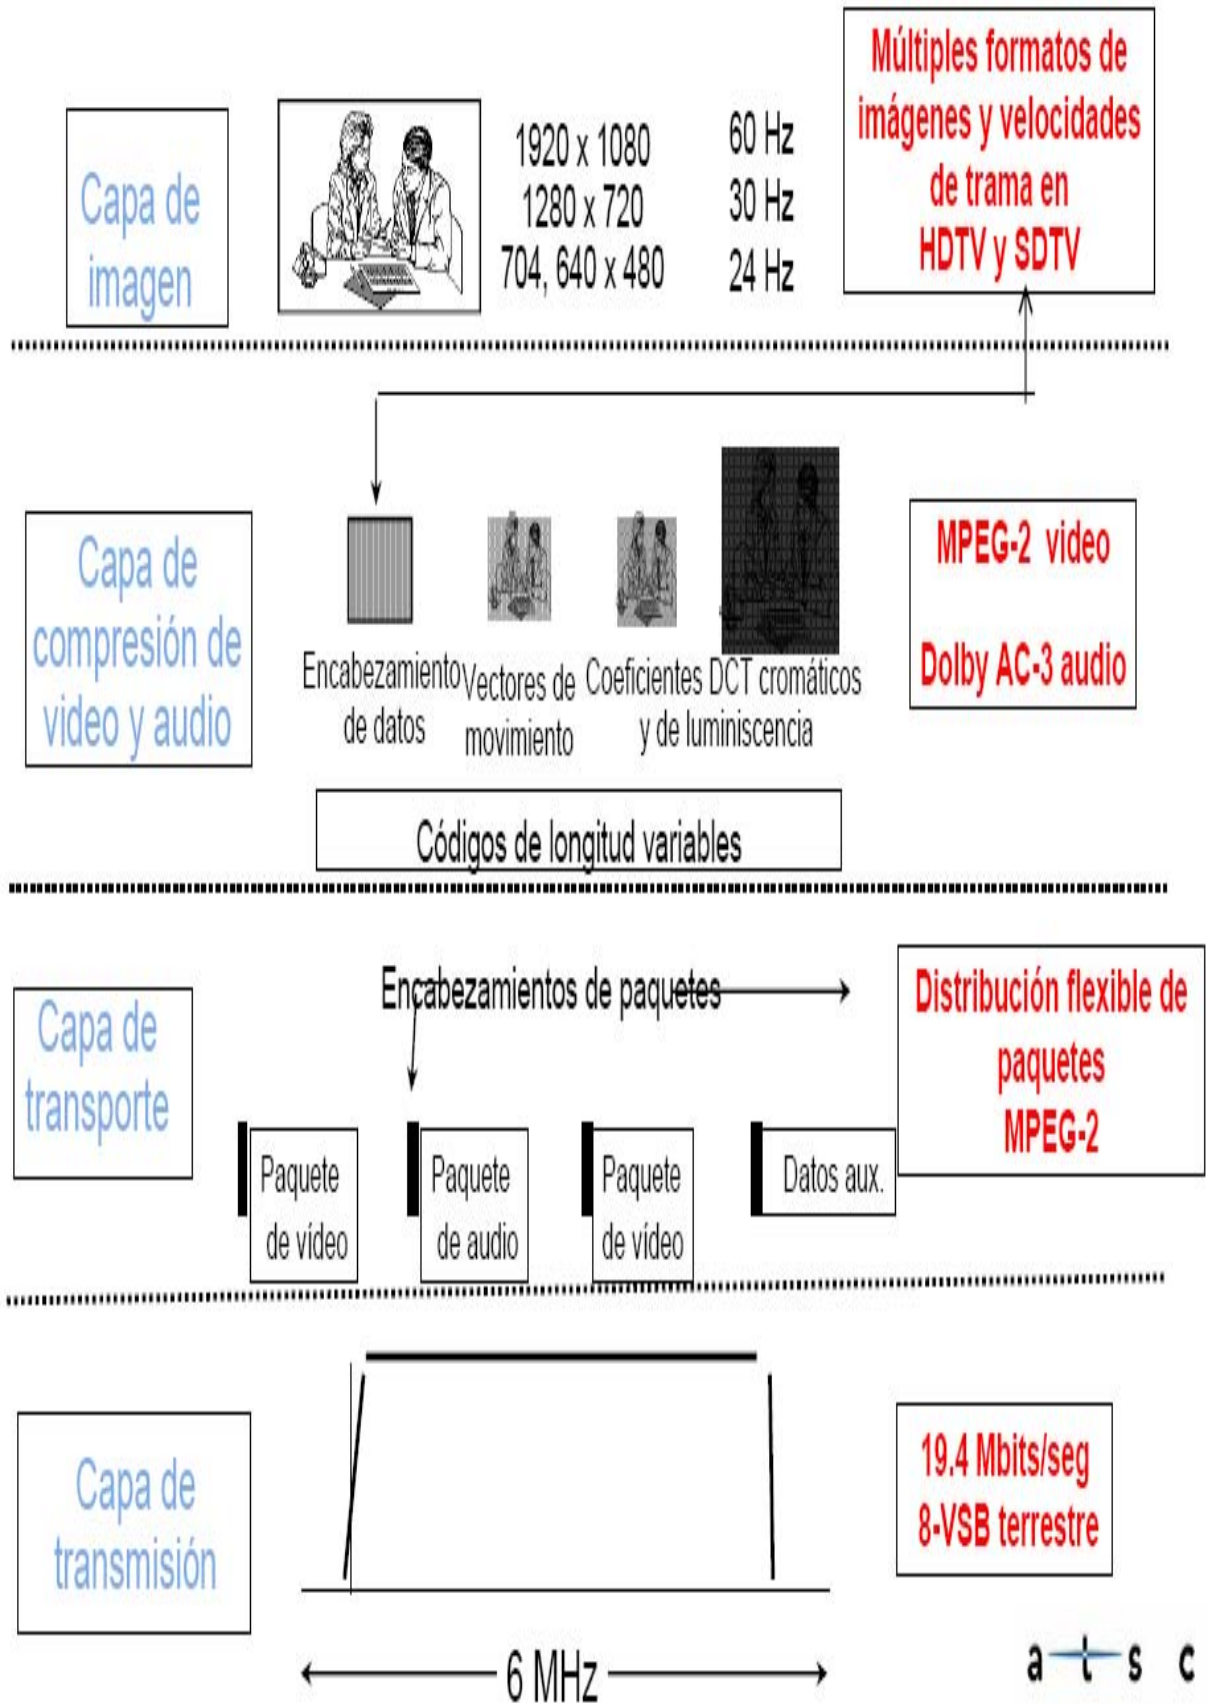 Múltiples formatos de
imágenes y velocidades
de trama en
HDTV y SDTV
Capa de
imagen
1920 x 1080
1280 x 720
704, 640 x 480
60 Hz
30 Hz
24 Hz
Capa de
compresión de
video y audio
Encabezamiento
de datos
Vectores de
movimiento
Coeficientes DCT cromáticos
y de luminiscencia
MPEG-2 video
Dolby AC-3 audio
Códigos de longitud variables
Capa de
transporte
Encabezamientos de paquetes
Distribución flexible de
paquetes
MPEG-2
Paquete
de vídeo
Paquete
de audio
Paquete
de vídeo
Datos aux.
Capa de
transmisión
19.4 Mbits/seg
8-VSB terrestre
6 MHz
atsc